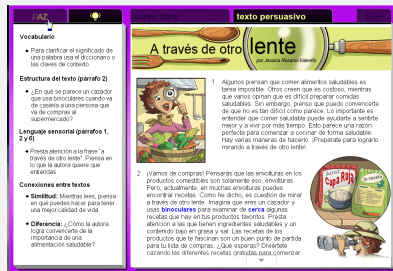 AZ
texto persuasivo
Vocabulario
Para clarificar el significado de
una palabra usa el diccionario o
las claves de contexto.
Estructura del texto (párrafo 2)
¿En qué se parece un cazador
que usa binoculares cuando va
de casería a una persona que
va de compras al
supermercado?
Lenguaje sensorial (párrafos 1,
2 y 6)
Presta atención a la frase "a
través de otro lente". Piensa en
lo que la autora quiere que
entiendas.
Conexiones entre textos
Similitud: Mientras lees, piensa
en qué puedes hacer para tener
una mejor calidad de vida.
Diferencia: ¿Cómo la autora
logra convencerte de la
importancia de una
alimentación saludable?
A través de otro lente
por Jessica Rosario Valentín
1 Algunos piensan que comer alimentos saludables es
tarea imposible. Otros creen que es costoso, mientras
que varios opinan que es difícil preparar comidas
saludables. Sin embargo, pienso que puedo convencerte
de que no es tan difícil como parece. Lo importante es
entender que comer saludable puede ayudarte a sentirte
mejor y a vivir por más tiempo. Esto parece una razón
perfecta para comenzar a cocinar de forma saludable.
Hay varias maneras de hacerlo. ¡Prepárate para lograrlo
mirando a través de otro lente!
2 ¡Vamos de compras! Pensarás que las envolturas en los
productos comestibles son solamente eso, envolturas.
Pero, actualmente, en muchas envolturas puedes
encontrar recetas. Como he dicho, es cuestión de mirar
a través de otro lente. Imagina que eres un cazador y
usas binoculares para examinar de cerca algunas
recetas que hay en tus productos favoritos. Presta
atención a las que tienen ingredientes saludables y un
contenido bajo en grasa y sal. Las recetas de los
productos que te fascinan son un buen punto de partida
para tu lista de compras. ¿Qué esperas? Diviértete
cazando las diferentes recetas gratuitas para comenzar
Capa Roja